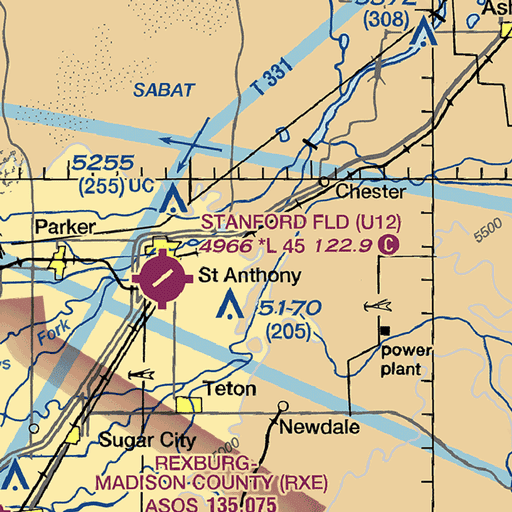 5392
(308)
Ash
SABAT
T 331
5255
(255) UC
Chester
Parker
STANFORD FLD (U12)
4966 *L 45 122.9 C
5500
St Anthony
5170
(205)
Fork
power
plant
Teton
Newdale
Sugar City
REXBURG-
MADISON COUNTY (RXE)
ASOS 135.075